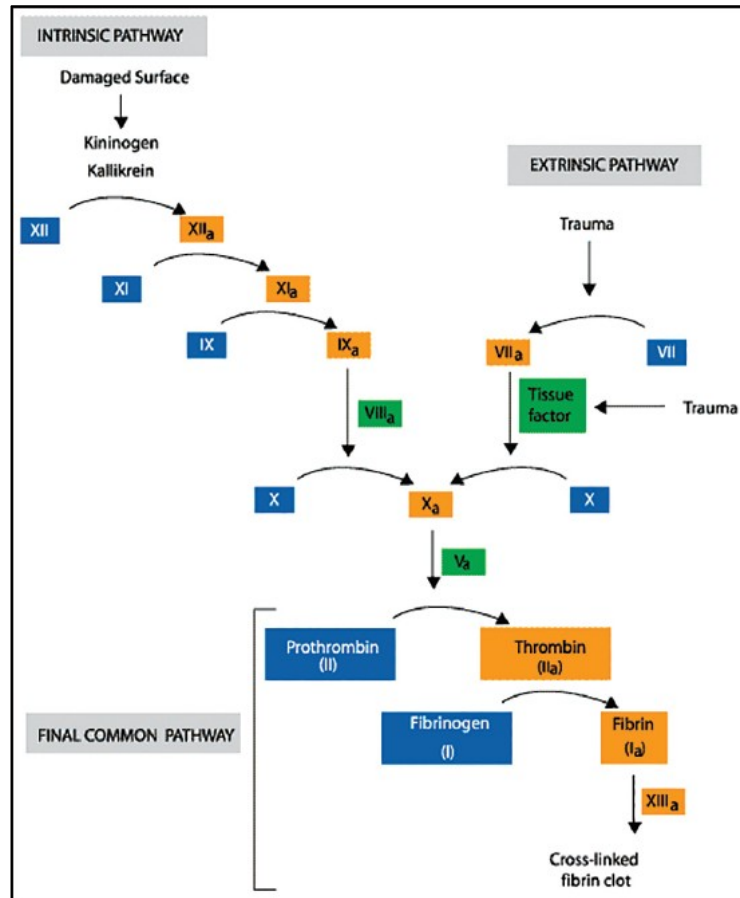 INTRINSIC PATHWAY
Damaged Surface
Kininogen
Kallikrein
EXTRINSIC PATHWAY
XII
XIIa
Trauma
XI
XIa
IX
IXa
VIIa
VII
VIIIa
Tissue
factor
Trauma
X
Xa
X
Va
Prothrombin
(II)
Thrombin
(IIa)
FINAL COMMON PATHWAY
Fibrinogen
(I)
Fibrin
(Ia)
XIIIa
Cross-linked
fibrin clot